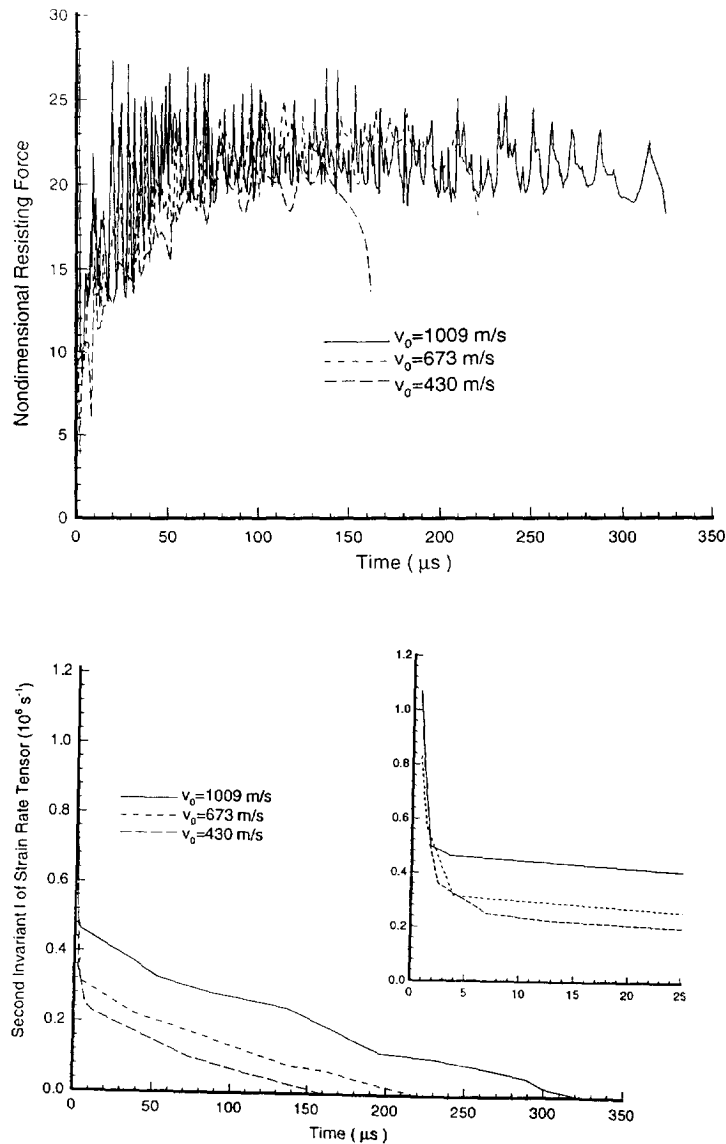 30
25
20
15
10
5
0
Nondimensional Resisting Force
v₀=1009 m/s
v₀=673 m/s
v₀=430 m/s
0 50 100 150 200 250 300 350
Time ( μs )
1.2
1.0
0.8
0.6
0.4
0.2
0.0
Second Invariant I of Strain Rate Tensor (10⁶ s⁻¹)
v₀=1009 m/s
v₀=673 m/s
v₀=430 m/s
0 50 100 150 200 250 300 350
Time ( μs )
1.2
1.0
0.8
0.6
0.4
0.2
0.0
0 5 10 15 20 25